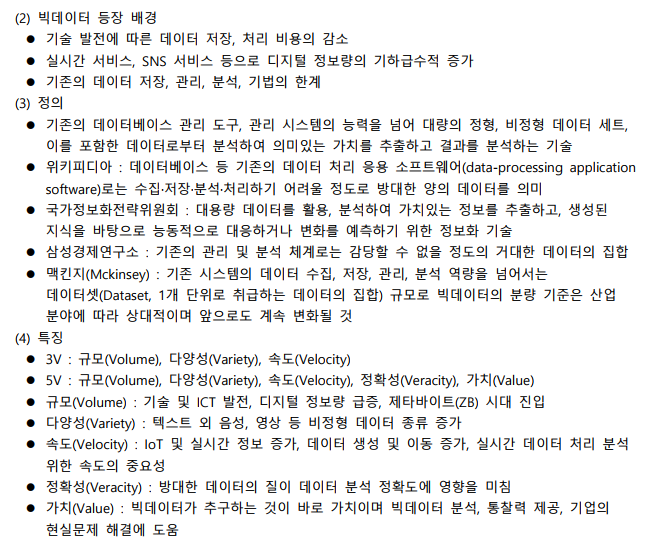 (2) 빅데이터 등장 배경
● 기술 발전에 따른 데이터 저장, 처리 비용의 감소
● 실시간 서비스, SNS 서비스 등으로 디지털 정보량의 기하급수적 증가
● 기존의 데이터 저장, 관리, 분석, 기법의 한계
(3) 정의
● 기존의 데이터베이스 관리 도구, 관리 시스템의 능력을 넘어 대량의 정형, 비정형 데이터 세트,
이를 포함한 데이터로부터 분석하여 의미있는 가치를 추출하고 결과를 분석하는 기술
● 위키피디아 : 데이터베이스 등 기존의 데이터 처리 응용 소프트웨어(data-processing application
software)로는 수집·저장·분석·처리하기 어려울 정도로 방대한 양의 데이터를 의미
● 국가정보화전략위원회 : 대용량 데이터를 활용, 분석하여 가치있는 정보를 추출하고, 생성된
지식을 바탕으로 능동적으로 대응하거나 변화를 예측하기 위한 정보화 기술
● 삼성경제연구소 : 기존의 관리 및 분석 체계로는 감당할 수 없을 정도의 거대한 데이터의 집합
● 맥킨지(Mckinsey) : 기존 시스템의 데이터 수집, 저장, 관리, 분석 역량을 넘어서는
데이터셋(Dataset, 1개 단위로 취급하는 데이터의 집합) 규모로 빅데이터의 분량 기준은 산업
분야에 따라 상대적이며 앞으로도 계속 변화될 것
(4) 특징
● 3V : 규모(Volume), 다양성(Variety), 속도(Velocity)
● 5V : 규모(Volume), 다양성(Variety), 속도(Velocity), 정확성(Veracity), 가치(Value)
● 규모(Volume) : 기술 및 ICT 발전, 디지털 정보량 급증, 제타바이트(ZB) 시대 진입
● 다양성(Variety) : 텍스트 외 음성, 영상 등 비정형 데이터 종류 증가
● 속도(Velocity) : IoT 및 실시간 정보 증가, 데이터 생성 및 이동 증가, 실시간 데이터 처리 분석
위한 속도의 중요성
● 정확성(Veracity) : 방대한 데이터의 질이 데이터 분석 정확도에 영향을 미침
● 가치(Value) : 빅데이터가 추구하는 것이 바로 가치이며 빅데이터 분석, 통찰력 제공, 기업의
현실문제 해결에 도움